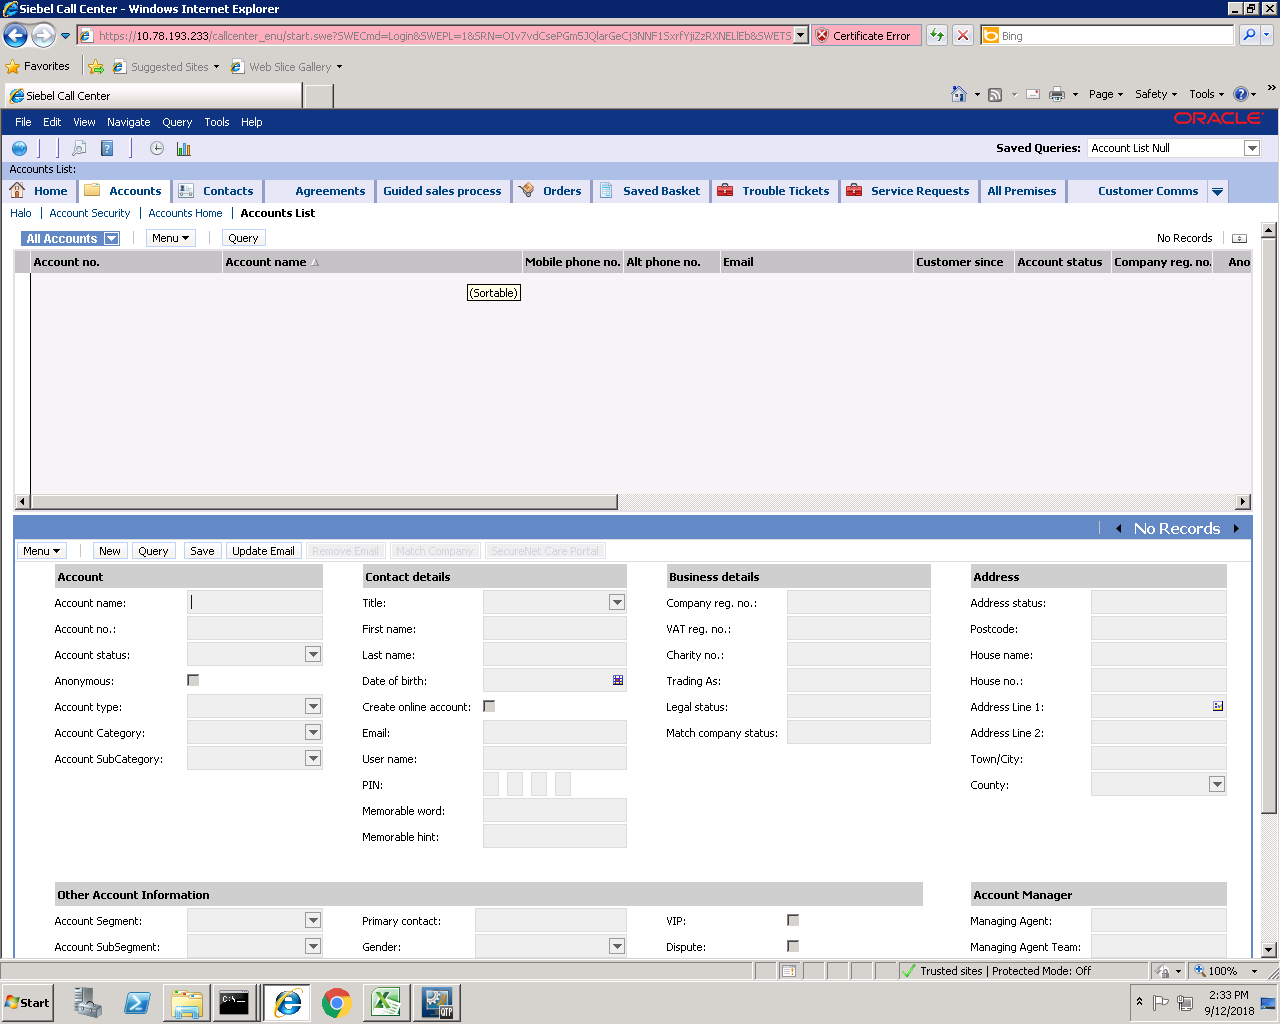 Siebel Call Center - Windows Internet Explorer
https://10.78.193.233/callcenter_enu/start.swe?SWECmd=Login&SWEPL=1&SRN= Certificate Error Bing
Favorites Suggested Sites Web Slice Gallery
Siebel Call Center Page Safety Tools »
File Edit View Navigate Query Tools Help ORACLE
Saved Queries: Account List Null
Accounts List:
Home Accounts Contacts Agreements Guided sales process Orders Saved Basket Trouble Tickets Service Requests All Premises Customer Comms
Halo | Account Security | Accounts Home | Accounts List
All Accounts Menu Query No Records
Account no. Account name Mobile phone no. Alt phone no. Email Customer since Account status Company reg. no. Ano
(Sortable)
No Records
Menu New Query Save Update Email Remove Email Match Company SecureNet Care Portal
Account Contact details Business details Address
Account name: Title: Company reg. no.: Address status:
Account no.: First name: VAT reg. no.: Postcode:
Account status: Last name: Charity no.: House name:
Anonymous: Date of birth: Trading As: House no.:
Account type: Create online account: Legal status: Address Line 1:
Account Category: Email: Match company status: Address Line 2:
Account SubCategory: User name: Town/City:
PIN: County:
Memorable word:
Memorable hint:
Other Account Information Account Manager
Account Segment: Primary contact: VIP: Managing Agent:
Account SubSegment: Gender: Dispute: Managing Agent Team:
Trusted sites | Protected Mode: Off 100%
Start C:\ QTP 2:33 PM
9/12/2018